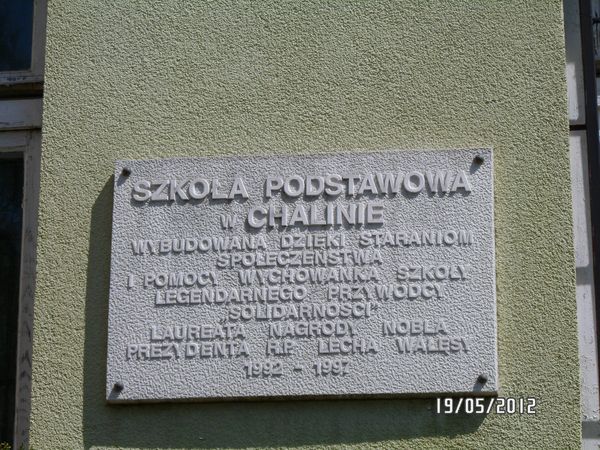 SZKOŁA PODSTAWOWA
W CHALINIE
WYBUDOWANA DZIĘKI STARANIOM
SPOŁECZEŃSTWA
I POMOCY WYCHOWANKA SZKOŁY
LEGENDARNEGO PRZYWÓDCY
„SOLIDARNOŚCI”
LAUREATA NAGRODY NOBLA
PREZYDENTA R.P. LECHA WAŁĘSY
1992 - 1997
19/05/2012